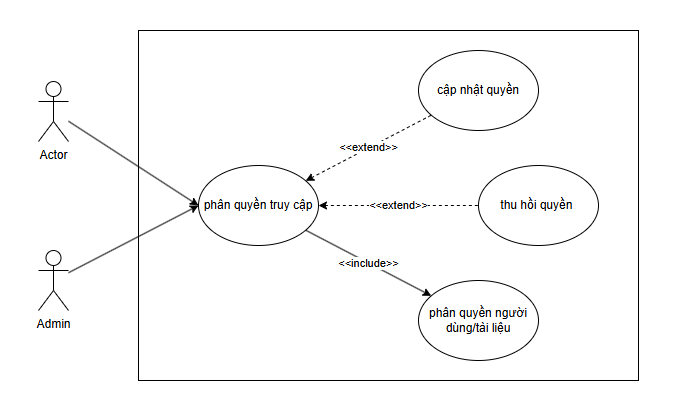 cập nhật quyền
<<extend>>
Actor
phân quyền truy cập
<<extend>>
thu hồi quyền
<<include>>
Admin
phân quyền người
dùng/tải liệu